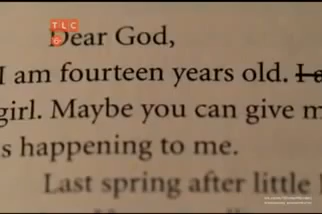 TLC
Dear God,
I am fourteen years old. I
girl. Maybe you can give m
s happening to me.
Last spring after little